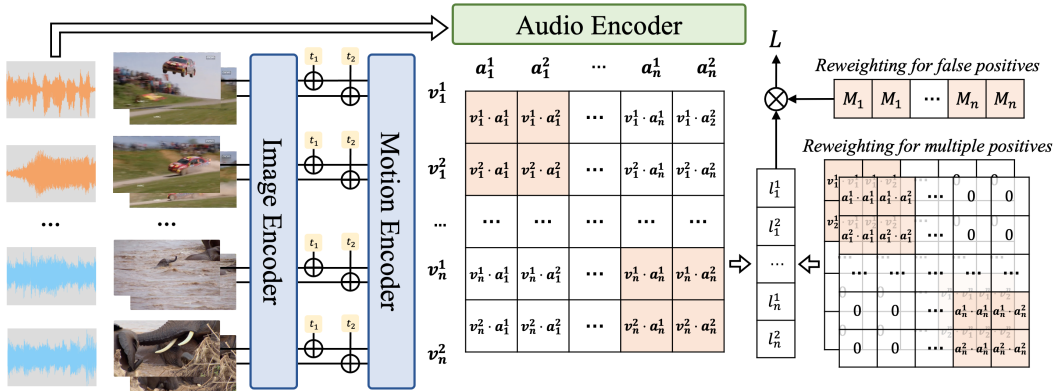 Audio Encoder
L
Reweighting for false positives
M₁ M₁ ... Mₙ Mₙ
a₁¹ a₁² ... aₙ¹ aₙ²
t₁ t₂
v₁¹
v₁¹·a₁¹ v₁¹·a₁² ... v₁¹·aₙ¹ v₁¹·a₂²
t₁ t₂
v₁²
v₁²·a₁¹ v₁²·a₁² ... v₁²·aₙ¹ v₁²·aₙ²
... ...
...
... ... ... ...
t₁ t₂
vₙ¹
vₙ¹·a₁¹ vₙ¹·a₁² ... vₙ¹·aₙ¹ vₙ¹·aₙ²
t₁ t₂
vₙ²
vₙ²·a₁¹ vₙ²·a₁² ... vₙ²·aₙ¹ vₙ²·aₙ²
Image Encoder
Motion Encoder
l₁¹
l₁²
...
lₙ¹
lₙ²
Reweighting for multiple positives
a₁¹·a₁¹ a₁¹·a₁² ... 0 0
a₁²·a₁¹ a₁²·a₁² ... 0 0
... ... ... ... ...
0 0 ... aₙ¹·aₙ¹ aₙ¹·aₙ²
0 0 ... aₙ²·aₙ¹ aₙ²·aₙ²